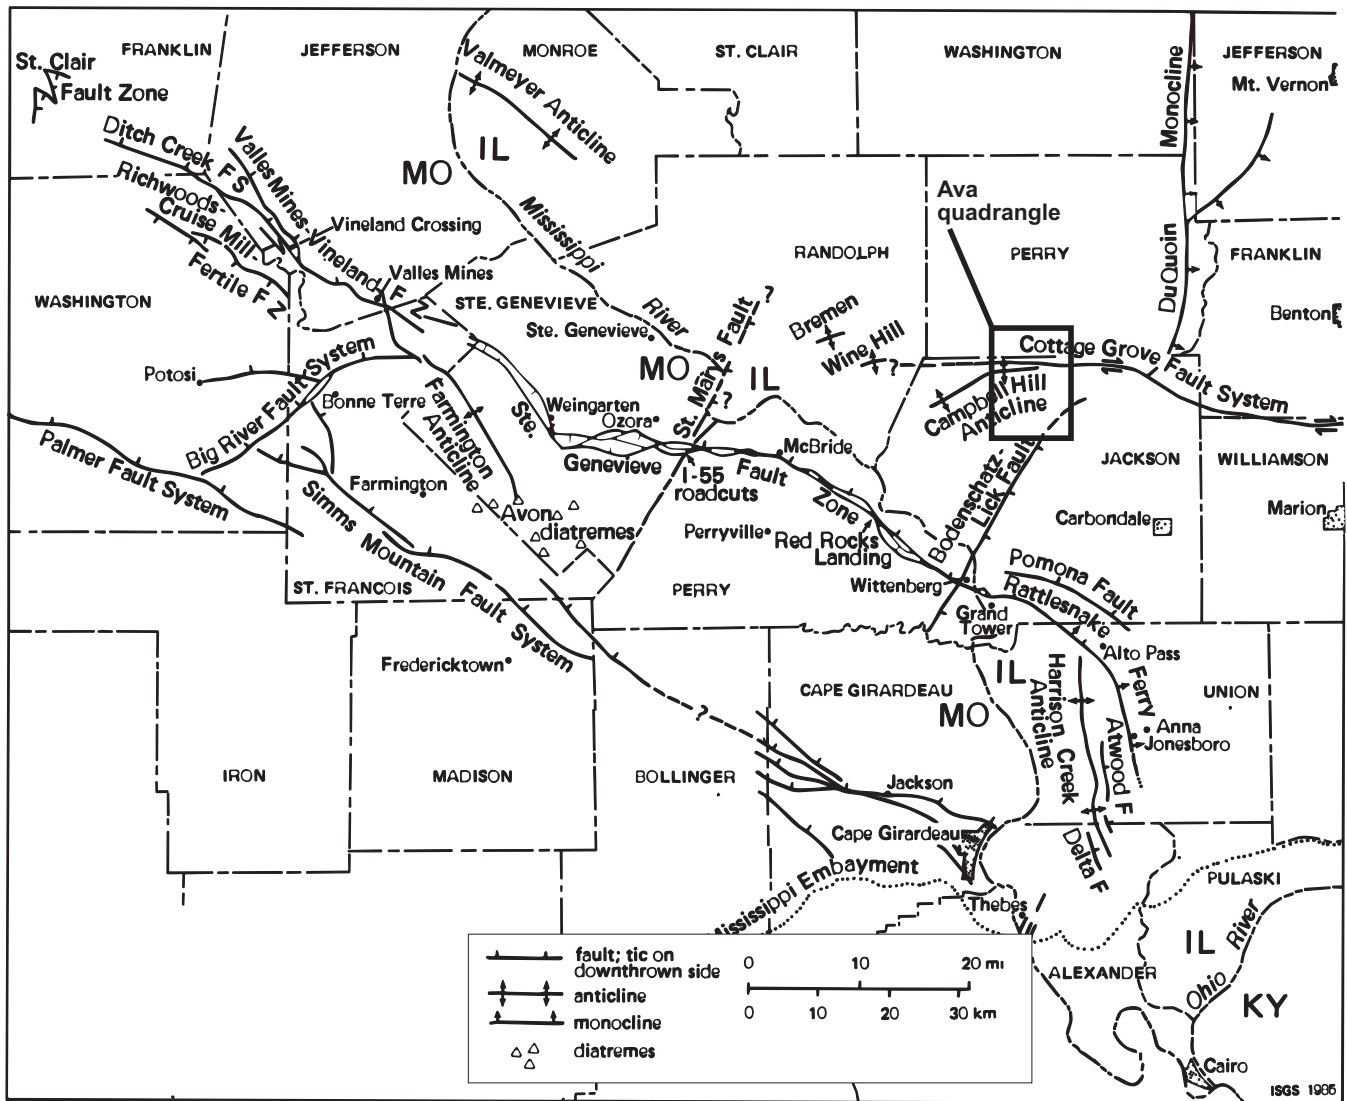 FRANKLIN
JEFFERSON
MONROE
ST. CLAIR
WASHINGTON
JEFFERSON
St. Clair
Fault Zone
Valmeyer Anticline
Mt. Vernon
Monocline
DuQuoin
Ditch Creek F S
Valles Mines-Vineland F Z
IL
MO
Richwoods-
Cruise Mill-
Fertile F Z
Vineland Crossing
Mississippi
River
Ava
quadrangle
RANDOLPH
PERRY
FRANKLIN
WASHINGTON
Valles Mines
STE. GENEVIEVE
Ste. Genevieve
St. Marys Fault
?
?
Bremen
Wine Hill
?
Benton
Cottage Grove Fault System
Potosi
Big River Fault System
MO
IL
Campbell Hill
Anticline
Bonne Terre
Farmington
Anticline
Weingarten
Ozora
Ste.
Genevieve
Fault
Zone
McBride
Palmer Fault System
Farmington
I-55
roadcuts
JACKSON
WILLIAMSON
Simms Mountain Fault System
Avon
diatremes
Perryville
Red Rocks
Landing
Bodenschatz-
Lick Fault
Carbondale
Marion
Wittenberg
Pomona Fault
ST. FRANCOIS
PERRY
Rattlesnake
Ferry
Grand
Tower
Alto Pass
Fredericktown
CAPE GIRARDEAU
IL
MO
Harrison Creek
Anticline
UNION
?
Atwood F
Anna
Jonesboro
IRON
MADISON
BOLLINGER
Jackson
Cape Girardeau
Delta F
Mississippi Embayment
PULASKI
Thebes
IL
Ohio River
ALEXANDER
KY
Cairo
fault; tic on
downthrown side
anticline
monocline
diatremes
0 10 20 mi
0 10 20 30 km
ISGS 1985